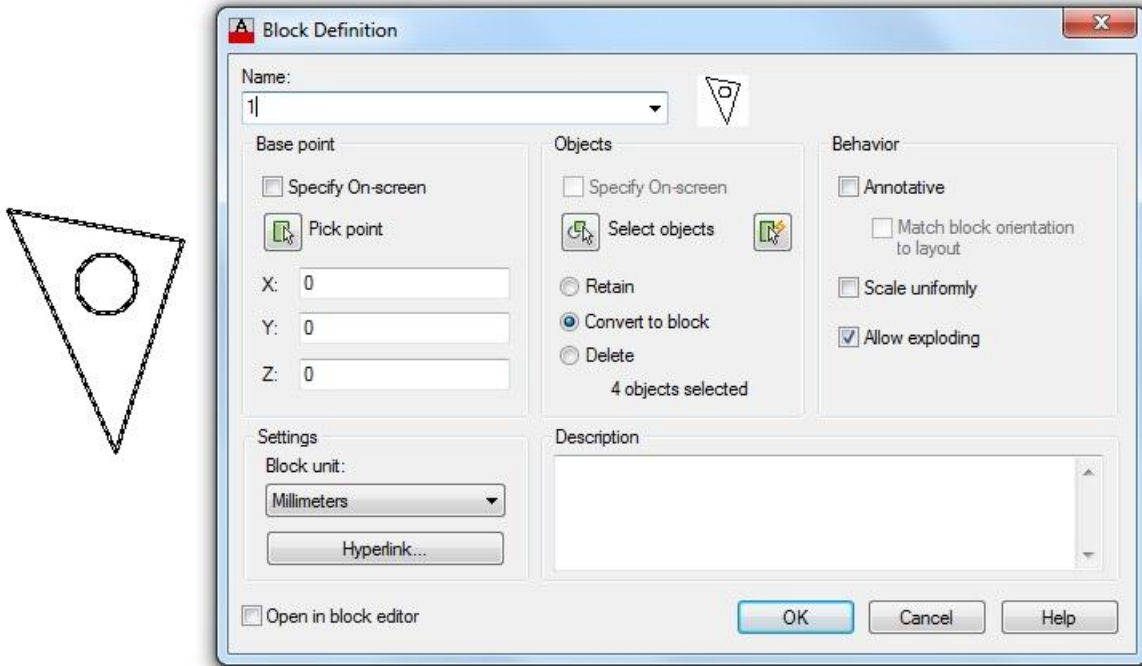 A Block Definition
Name:
1
Base point
Specify On-screen
Pick point
X: 0
Y: 0
Z: 0
Objects
Specify On-screen
Select objects
Retain
Convert to block
Delete
4 objects selected
Behavior
Annotative
Match block orientation
to layout
Scale uniformly
Allow exploding
Settings
Block unit:
Millimeters
Hyperlink...
Description
Open in block editor
OK Cancel Help